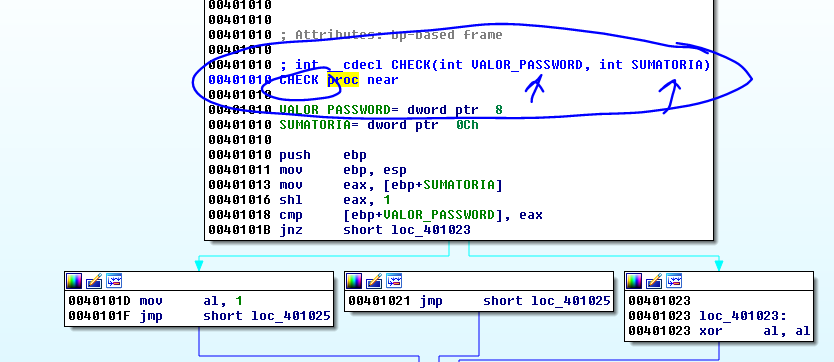 00401010
00401010
00401010
00401010 ; Attributes: bp-based frame
00401010
00401010 ; int __cdecl CHECK(int VALOR_PASSWORD, int SUMATORIA)
00401010 CHECK proc near
00401010
00401010 VALOR_PASSWORD= dword ptr  8
00401010 SUMATORIA= dword ptr  0Ch
00401010
00401010 push    ebp
00401011 mov     ebp, esp
00401013 mov     eax, [ebp+SUMATORIA]
00401016 shl     eax, 1
00401018 cmp     [ebp+VALOR_PASSWORD], eax
0040101B jnz     short loc_401023
0040101D mov     al, 1
0040101F jmp     short loc_401025
00401021 jmp     short loc_401025
00401023
00401023 loc_401023:
00401023 xor     al, al